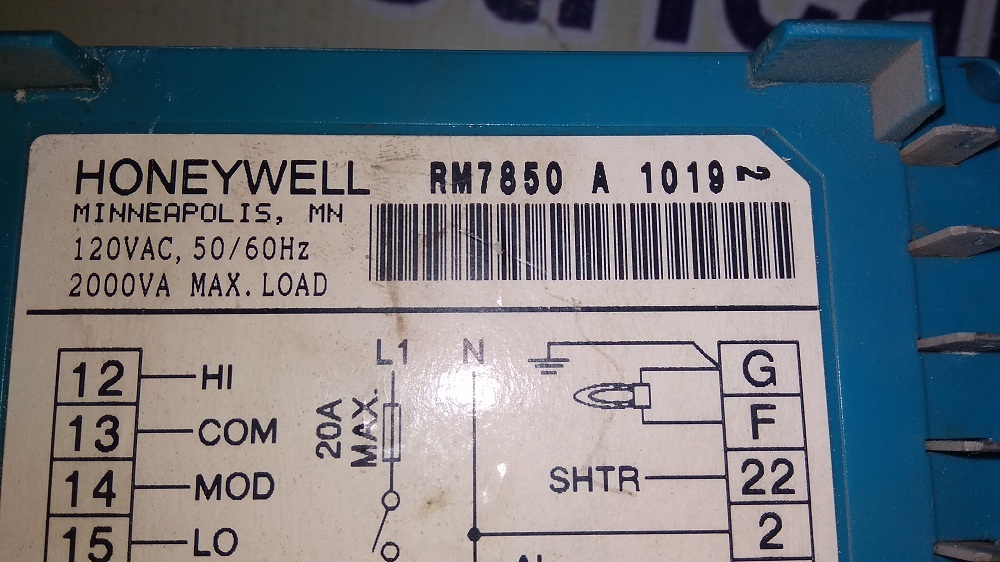 HONEYWELL
RM7850 A 1019 2
MINNEAPOLIS, MN
120VAC, 50/60Hz
2000VA MAX. LOAD
12 HI
13 COM
14 MOD
15 LO
L1
N
20A
MAX.
G
F
SHTR 22
2